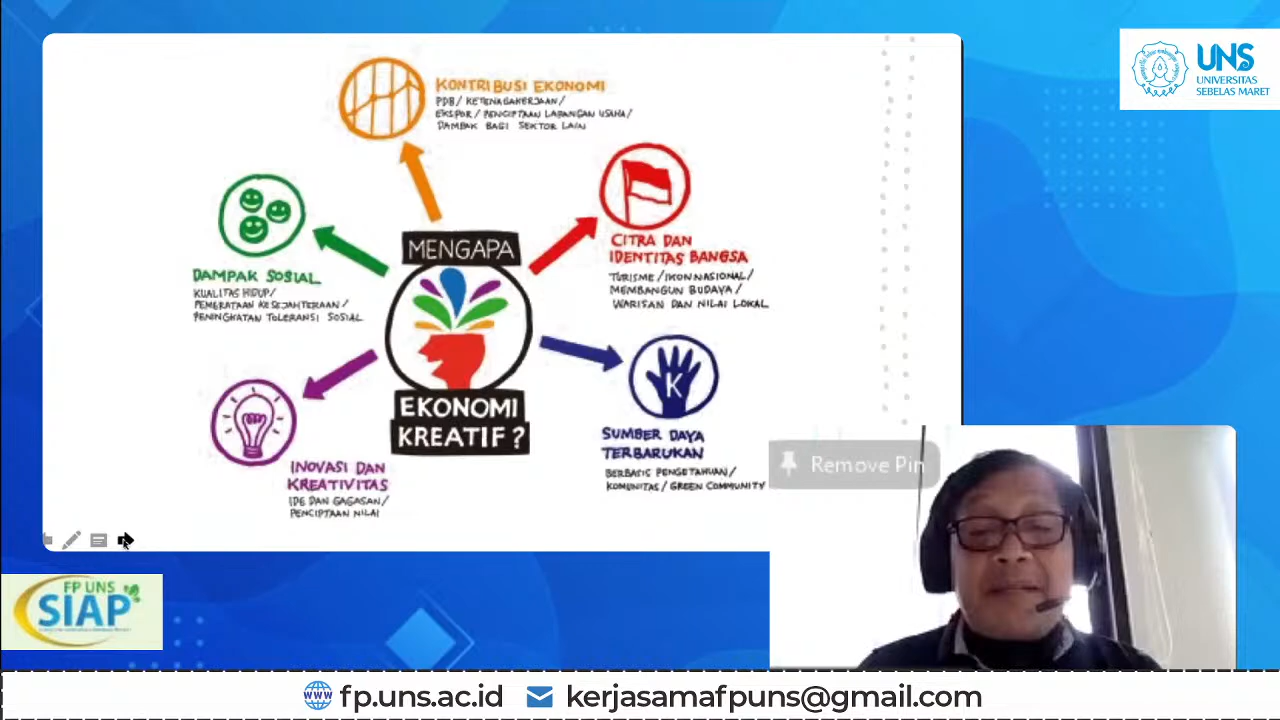 KONTRIBUSI EKONOMI
PDB/ KETENAGAKERJAAN/
EKSPOR/ PENCIPTAAN LAPANGAN USAHA/
DAMPAK BAGI SEKTOR LAIN
CITRA DAN
IDENTITAS BANGSA
TURISME/IKON NASIONAL/
MEMBANGUN BUDAYA/
WARISAN DAN NILAI LOKAL
DAMPAK SOSIAL
KUALITAS HIDUP/
PEMERATAAN KESEJAHTERAAN/
PENINGKATAN TOLERANSI SOSIAL
MENGAPA
EKONOMI
KREATIF?
K
SUMBER DAYA
TERBARUKAN
BERBASIS PENGETAHUAN/
KOMUNITAS/ GREEN COMMUNITY
INOVASI DAN
KREATIVITAS
IDE DAN GAGASAN/
PENCIPTAAN NILAI
UNS
UNIVERSITAS
SEBELAS MARET
Remove Pin
FP UNS
SIAP
www
fp.uns.ac.id
kerjasamafpuns@gmail.com